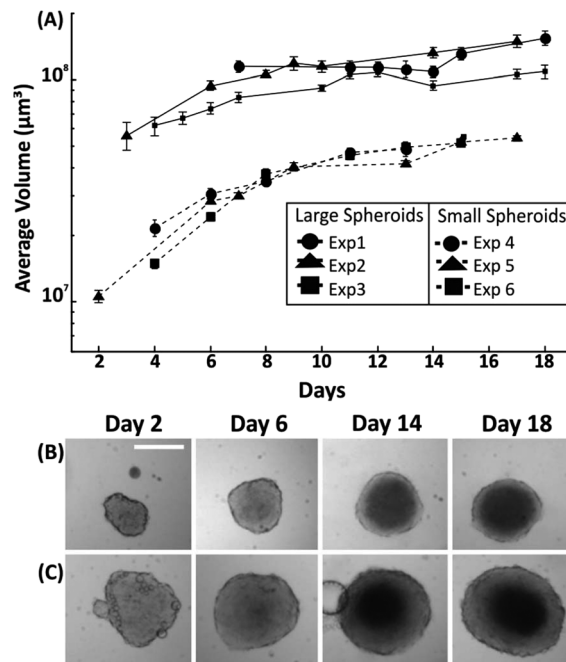 (A)
Average Volume (µm³)
10⁸
10⁷
Large Spheroids Small Spheroids
Exp1 Exp 4
Exp2 Exp 5
Exp3 Exp 6
2 4 6 8 10 12 14 16 18
Days
Day 2 Day 6 Day 14 Day 18
(B)
(C)